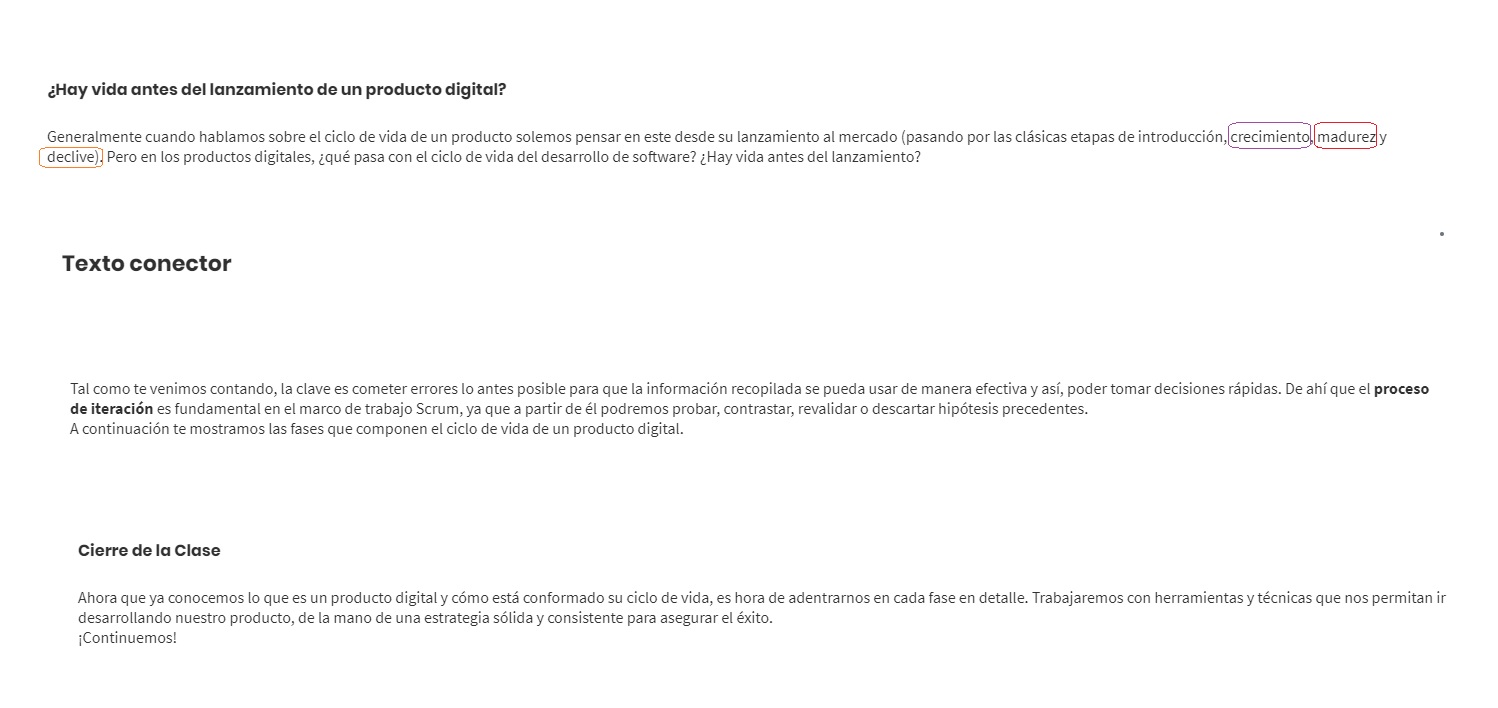 ¿Hay vida antes del lanzamiento de un producto digital?
Generalmente cuando hablamos sobre el ciclo de vida de un producto solemos pensar en este desde su lanzamiento al mercado (pasando por las clásicas etapas de introducción, crecimiento, madurez y
declive). Pero en los productos digitales, ¿qué pasa con el ciclo de vida del desarrollo de software? ¿Hay vida antes del lanzamiento?
Texto conector
Tal como te venimos contando, la clave es cometer errores lo antes posible para que la información recopilada se pueda usar de manera efectiva y así, poder tomar decisiones rápidas. De ahí que el proceso
de iteración es fundamental en el marco de trabajo Scrum, ya que a partir de él podremos probar, contrastar, revalidar o descartar hipótesis precedentes.
A continuación te mostramos las fases que componen el ciclo de vida de un producto digital.
Cierre de la Clase
Ahora que ya conocemos lo que es un producto digital y cómo está conformado su ciclo de vida, es hora de adentrarnos en cada fase en detalle. Trabajaremos con herramientas y técnicas que nos permitan ir
desarrollando nuestro producto, de la mano de una estrategia sólida y consistente para asegurar el éxito.
¡Continuemos!